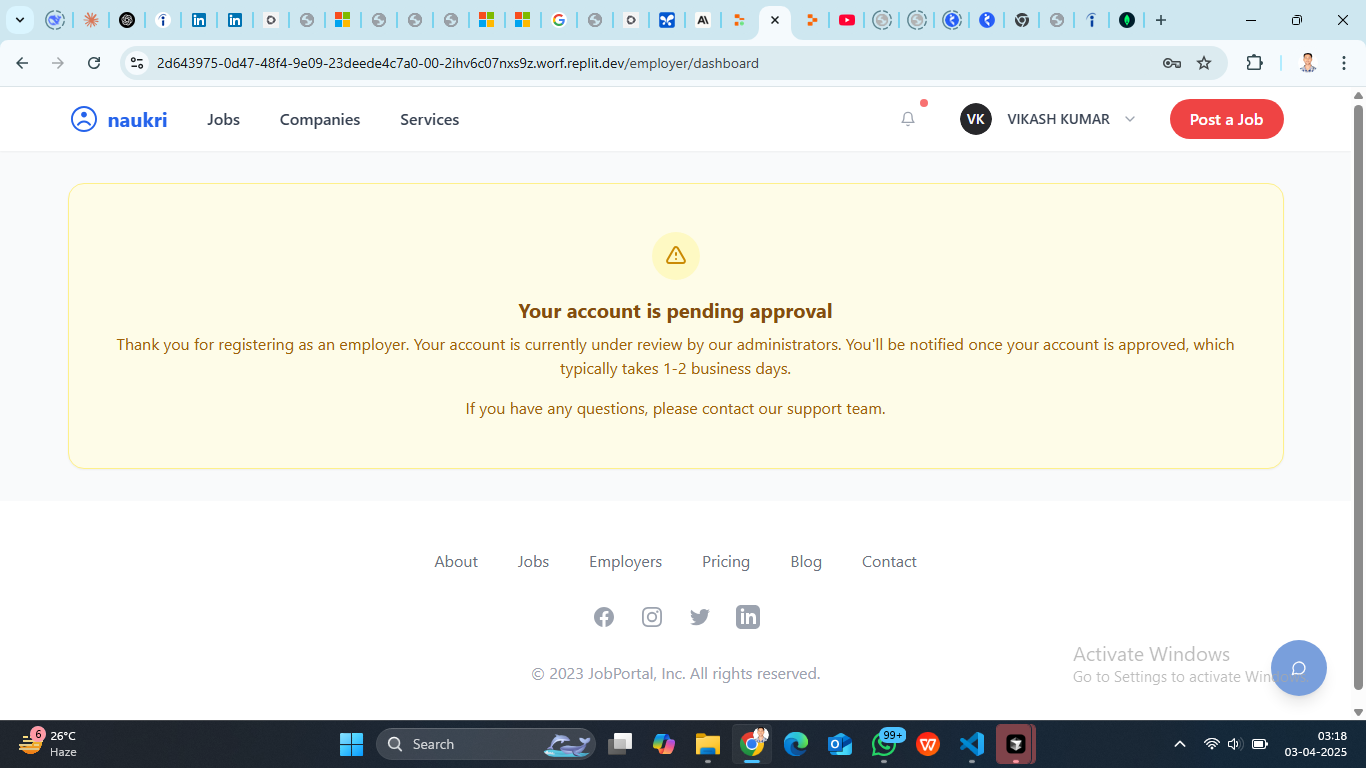 2d643975-0d47-48f4-9e09-23deede4c7a0-00-2ihv6c07nxs9z.worf.replit.dev/employer/dashboard
naukri
Jobs
Companies
Services
VK
VIKASH KUMAR
Post a Job
Your account is pending approval
Thank you for registering as an employer. Your account is currently under review by our administrators. You'll be notified once your account is approved, which
typically takes 1-2 business days.
If you have any questions, please contact our support team.
About
Jobs
Employers
Pricing
Blog
Contact
© 2023 JobPortal, Inc. All rights reserved.
Activate Windows
Go to Settings to activate Windows.
6
26°C
Haze
Search
99+
03:18
03-04-2025